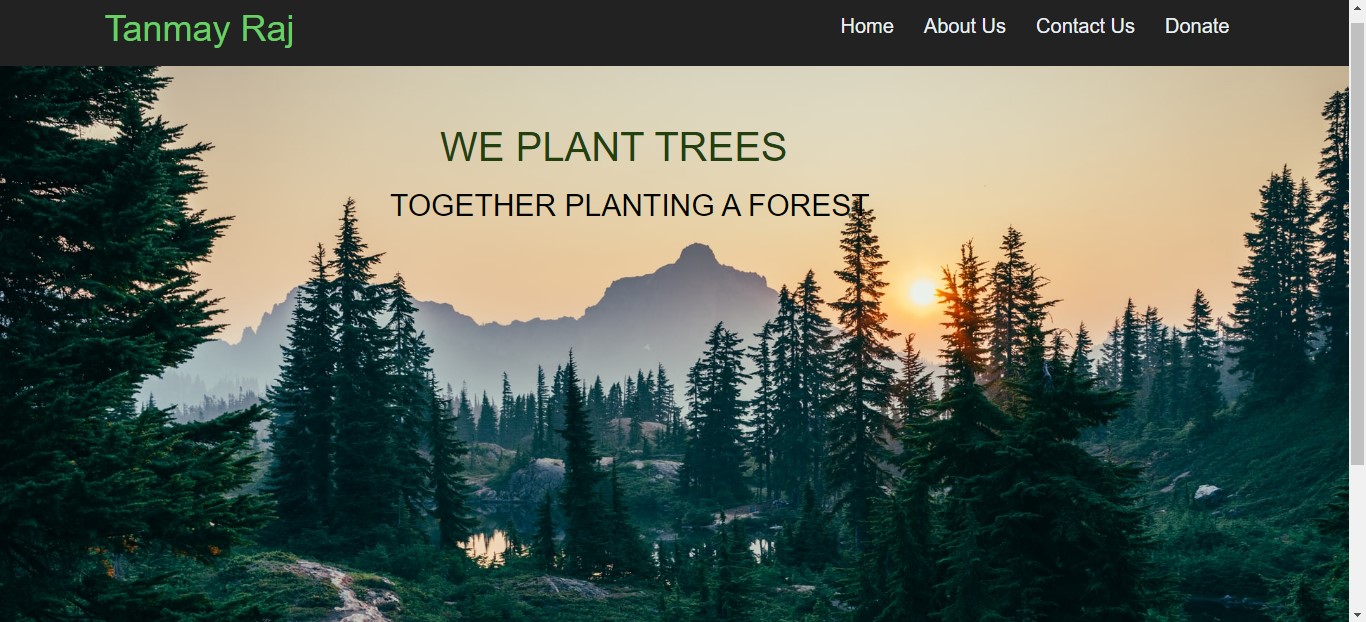 Tanmay Raj
Home About Us Contact Us Donate
WE PLANT TREES
TOGETHER PLANTING A FOREST